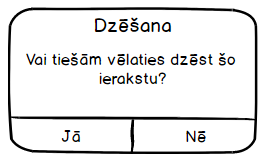 Dzēšana
Vai tiešām vēlaties dzēst šo
ierakstu?
Jā
Nē